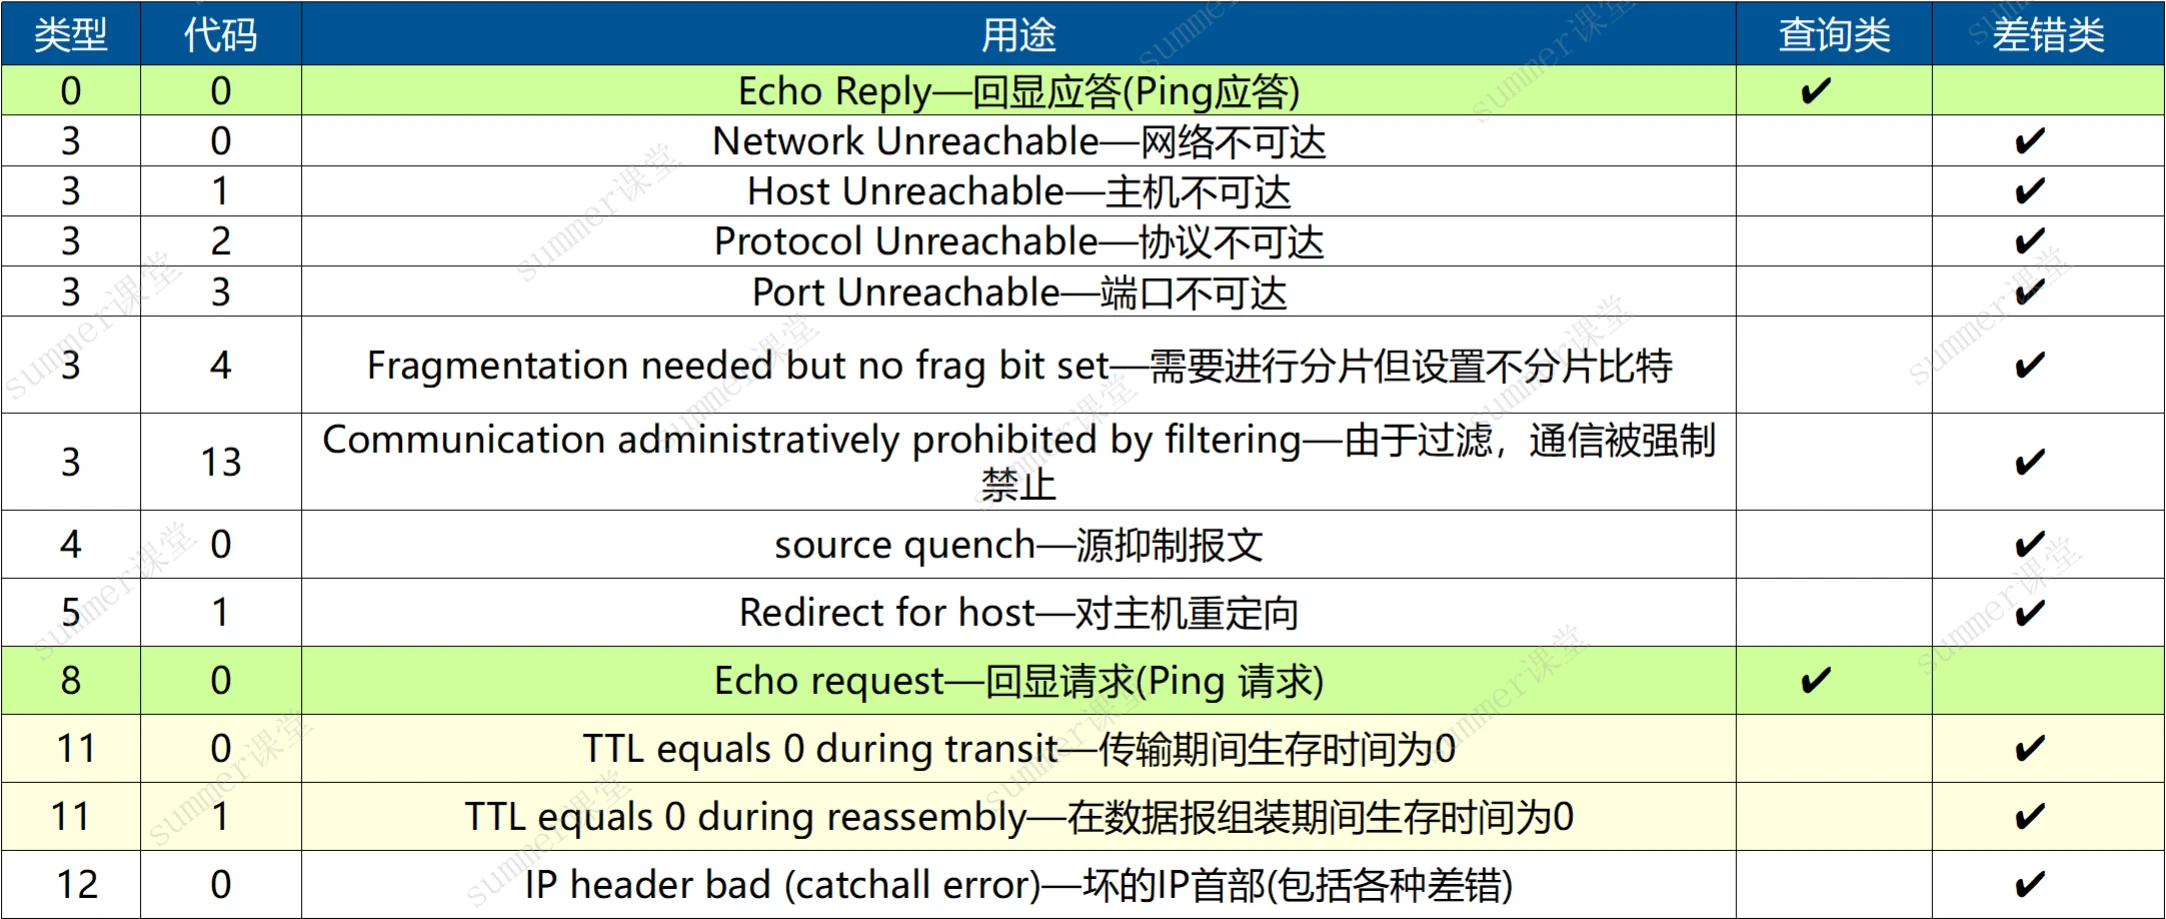 类型 代码 用途 查询类 差错类
0 0 Echo Reply—回显应答(Ping应答) ✔
3 0 Network Unreachable—网络不可达 ✔
3 1 Host Unreachable—主机不可达 ✔
3 2 Protocol Unreachable—协议不可达 ✔
3 3 Port Unreachable—端口不可达 ✔
3 4 Fragmentation needed but no frag bit set—需要进行分片但设置不分片比特 ✔
3 13 Communication administratively prohibited by filtering—由于过滤，通信被强制
禁止 ✔
4 0 source quench—源抑制报文 ✔
5 1 Redirect for host—对主机重定向 ✔
8 0 Echo request—回显请求(Ping 请求) ✔
11 0 TTL equals 0 during transit—传输期间生存时间为0 ✔
11 1 TTL equals 0 during reassembly—在数据报组装期间生存时间为0 ✔
12 0 IP header bad (catchall error)—坏的IP首部(包括各种差错) ✔
summer课堂